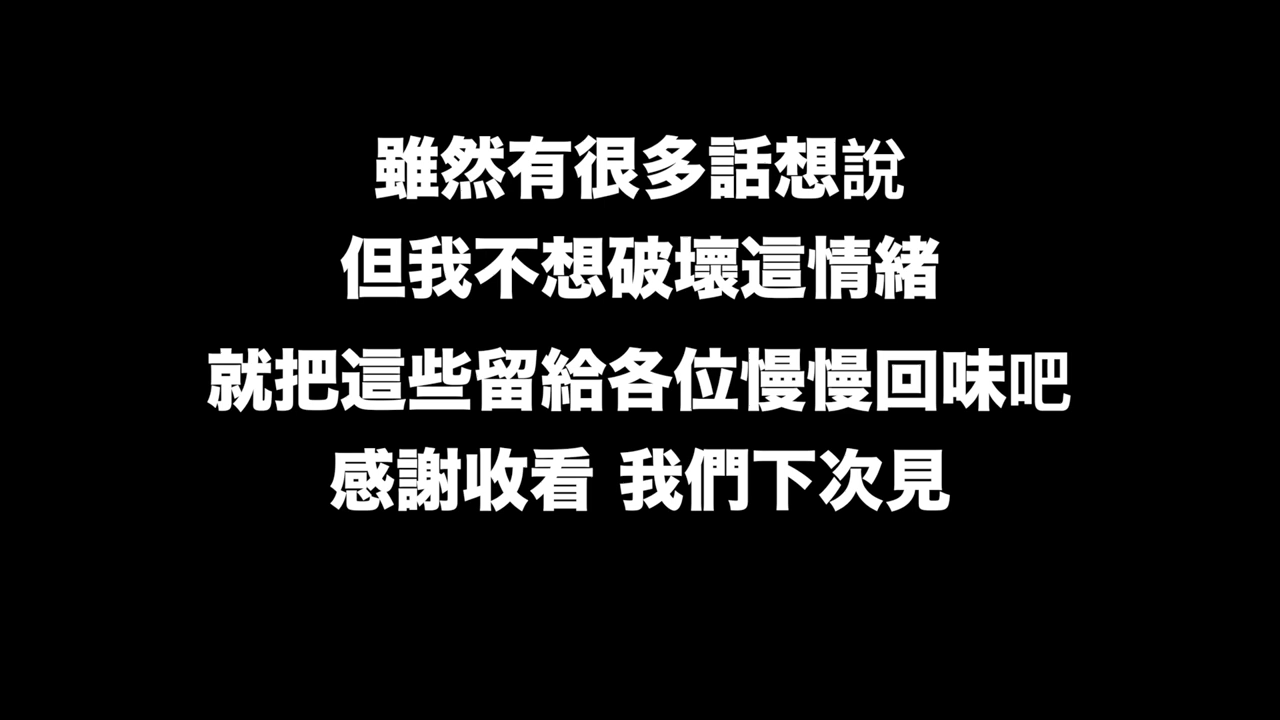 雖然有很多話想說
但我不想破壞這情緒
就把這些留給各位慢慢回味吧
感謝收看 我們下次見